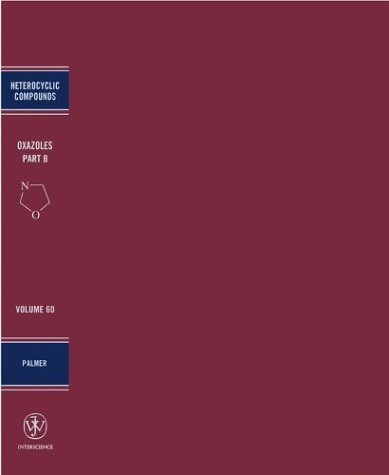 HETEROCYCLIC
COMPOUNDS
OXAZOLES
PART B
N
O
VOLUME 60
PALMER
INTERSCIENCE